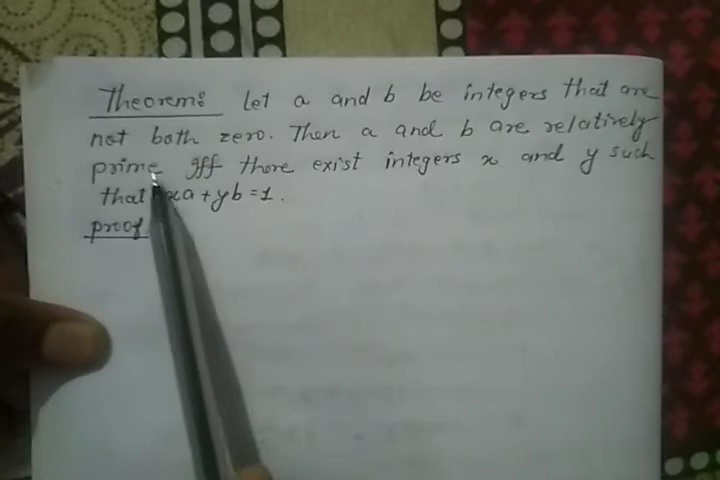 Theorem: let a and b be integers that are
not both zero. Then a and b are relatively
prime iff there exist integers x and y such
that xa + yb = 1.
proof